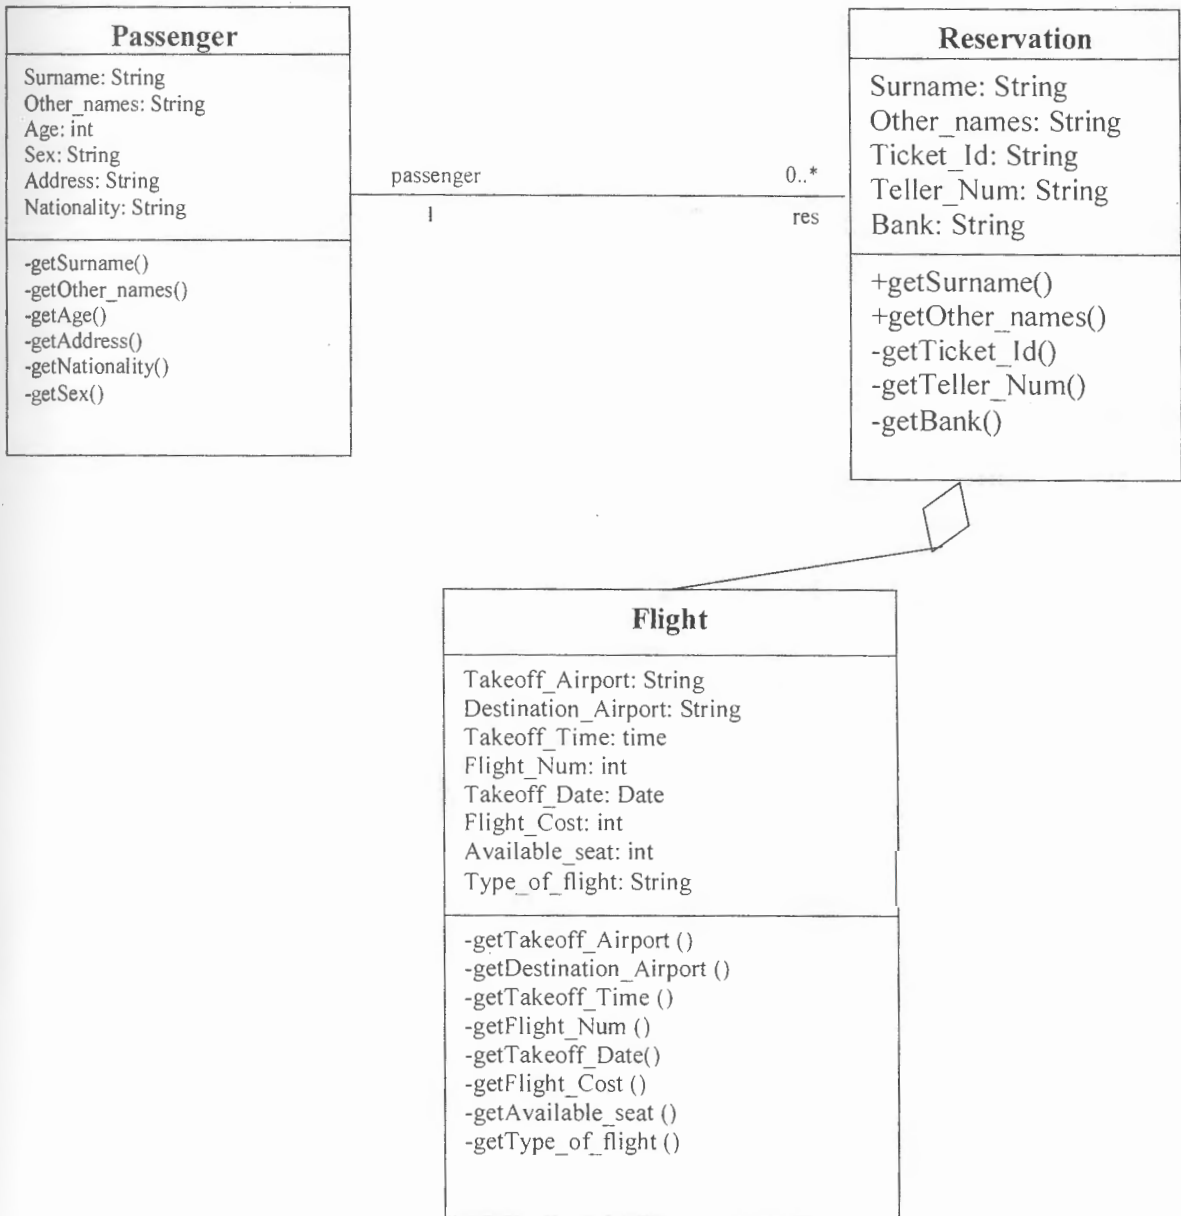 Passenger
Surname: String
Other_names: String
Age: int
Sex: String
Address: String
Nationality: String
-getSurname()
-getOther_names()
-getAge()
-getAddress()
-getNationality()
-getSex()
passenger
1
0..*
res
Reservation
Surname: String
Other_names: String
Ticket_Id: String
Teller_Num: String
Bank: String
+getSurname()
+getOther_names()
-getTicket_Id()
-getTeller_Num()
-getBank()
Flight
Takeoff_Airport: String
Destination_Airport: String
Takeoff_Time: time
Flight_Num: int
Takeoff_Date: Date
Flight_Cost: int
Available_seat: int
Type_of_flight: String
-getTakeoff_Airport ()
-getDestination_Airport ()
-getTakeoff_Time ()
-getFlight_Num ()
-getTakeoff_Date()
-getFlight_Cost ()
-getAvailable_seat ()
-getType_of_flight ()